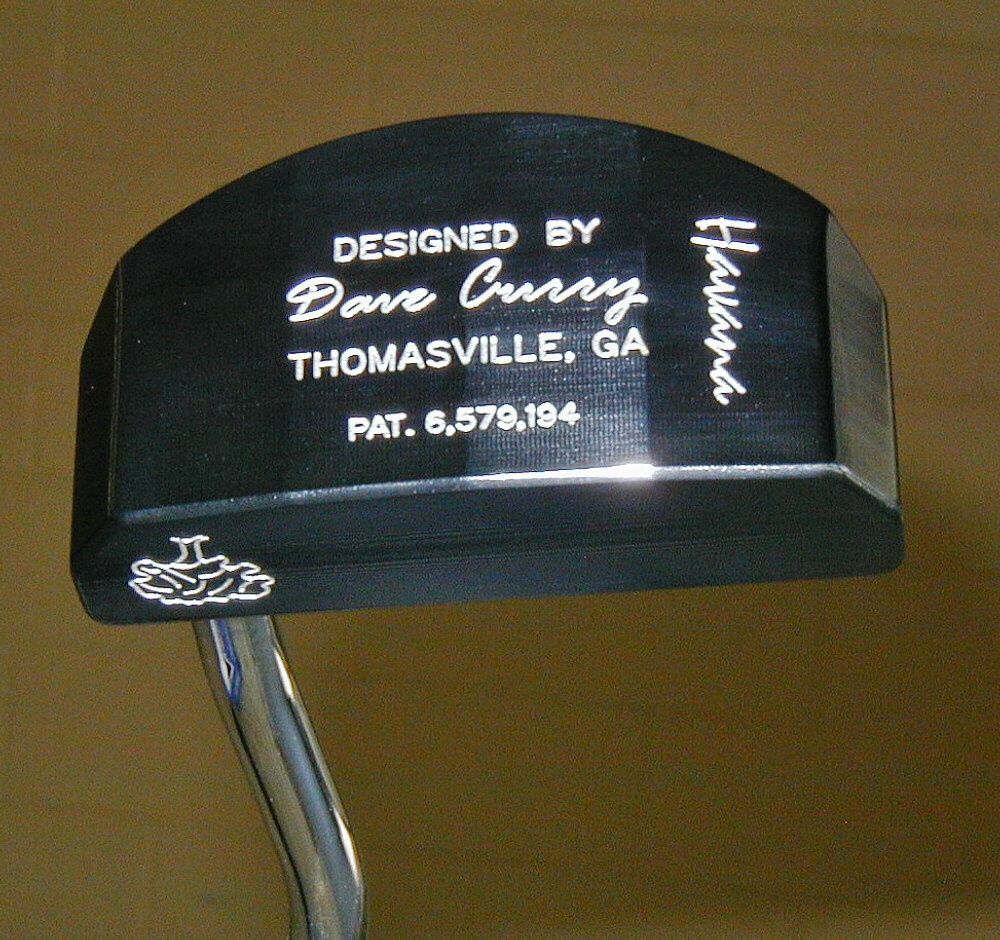 DESIGNED BY
Dave Curry
THOMASVILLE, GA
PAT. 6,579,194
Havana